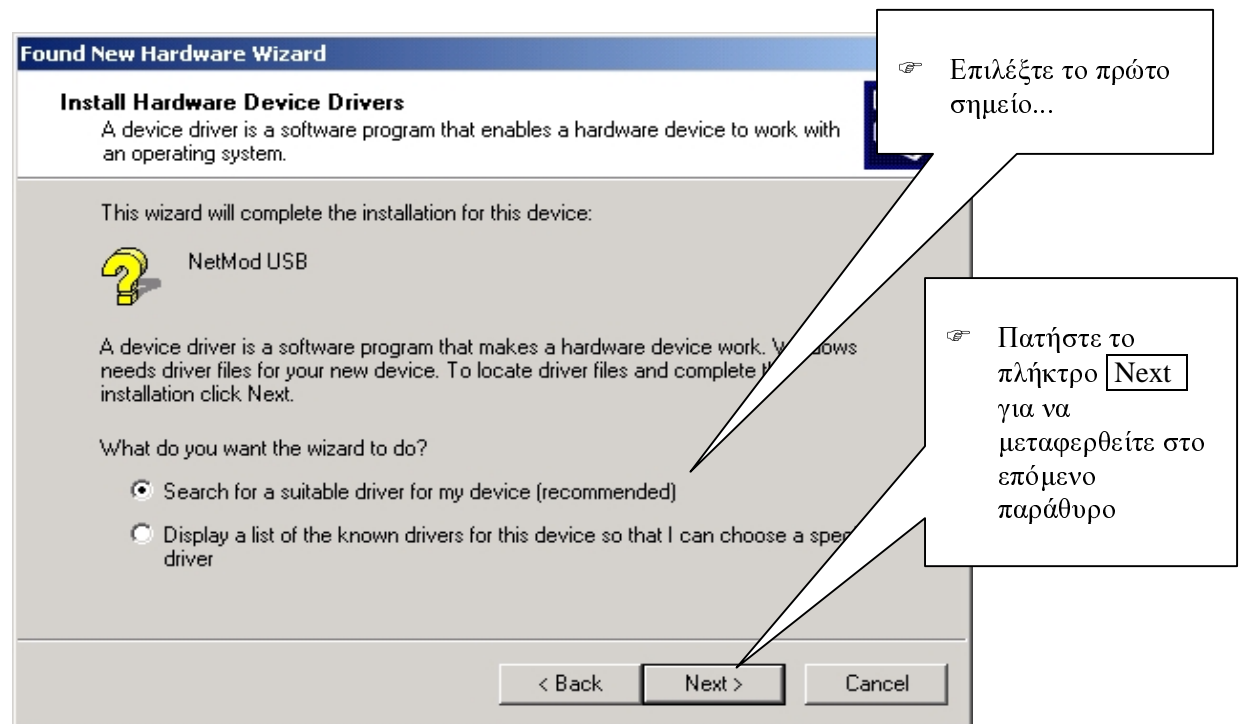 Found New Hardware Wizard
Install Hardware Device Drivers
A device driver is a software program that enables a hardware device to work with
an operating system.
☞ Επιλέξτε το πρώτο
σημείο...
This wizard will complete the installation for this device:
NetMod USB
A device driver is a software program that makes a hardware device work.
needs driver files for your new device. To locate driver files and complete
installation click Next.
What do you want the wizard to do?
Search for a suitable driver for my device (recommended)
Display a list of the known drivers for this device so that I can choose a
driver
☞ Πατήστε το
πλήκτρο Next
για να
μεταφερθείτε στο
επόμενο
παράθυρο
< Back
Next >
Cancel